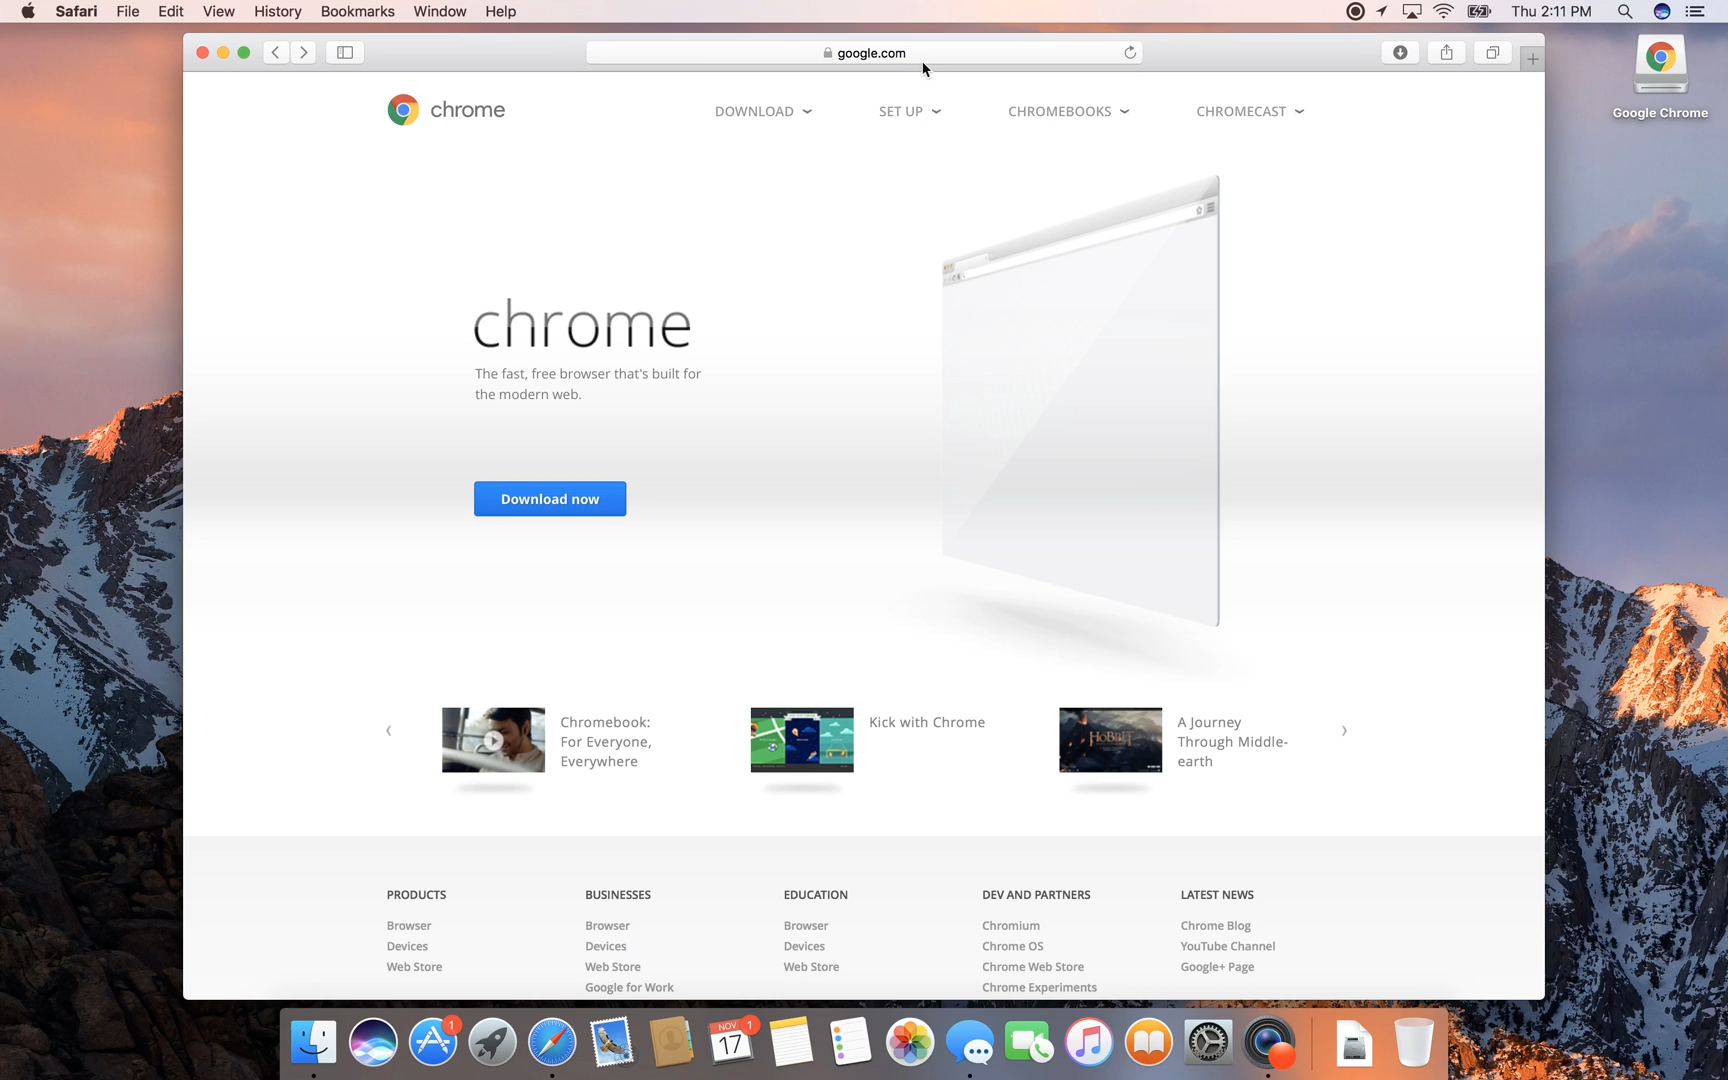 Safari File Edit View History Bookmarks Window Help Thu 2:11 PM
google.com
Google Chrome
chrome DOWNLOAD SET UP CHROMEBOOKS CHROMECAST
chrome
The fast, free browser that's built for
the modern web.
Download now
Chromebook:
For Everyone,
Everywhere
Kick with Chrome
HOBBIT
A Journey
Through Middle-
earth
PRODUCTS
Browser
Devices
Web Store
BUSINESSES
Browser
Devices
Web Store
Google for Work
EDUCATION
Browser
Devices
Web Store
DEV AND PARTNERS
Chromium
Chrome OS
Chrome Web Store
Chrome Experiments
LATEST NEWS
Chrome Blog
YouTube Channel
Google+ Page
1
NOV 1
17